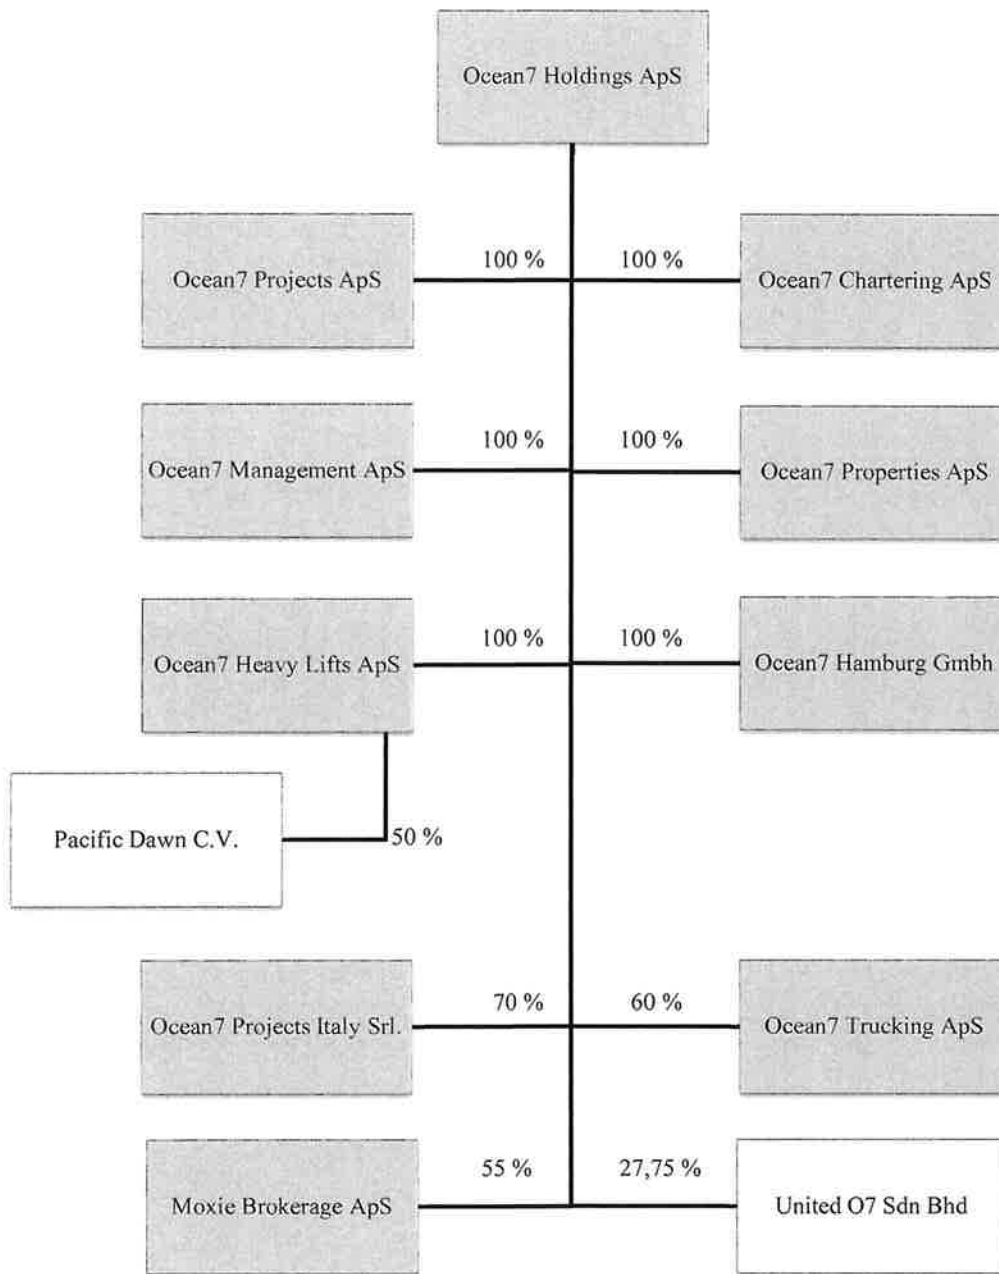 Ocean7 Holdings ApS
Ocean7 Projects ApS
100 %
100 %
Ocean7 Chartering ApS
Ocean7 Management ApS
100 %
100 %
Ocean7 Properties ApS
Ocean7 Heavy Lifts ApS
100 %
100 %
Ocean7 Hamburg Gmbh
Pacific Dawn C.V.
50 %
Ocean7 Projects Italy Srl.
70 %
60 %
Ocean7 Trucking ApS
Moxie Brokerage ApS
55 %
27,75 %
United O7 Sdn Bhd